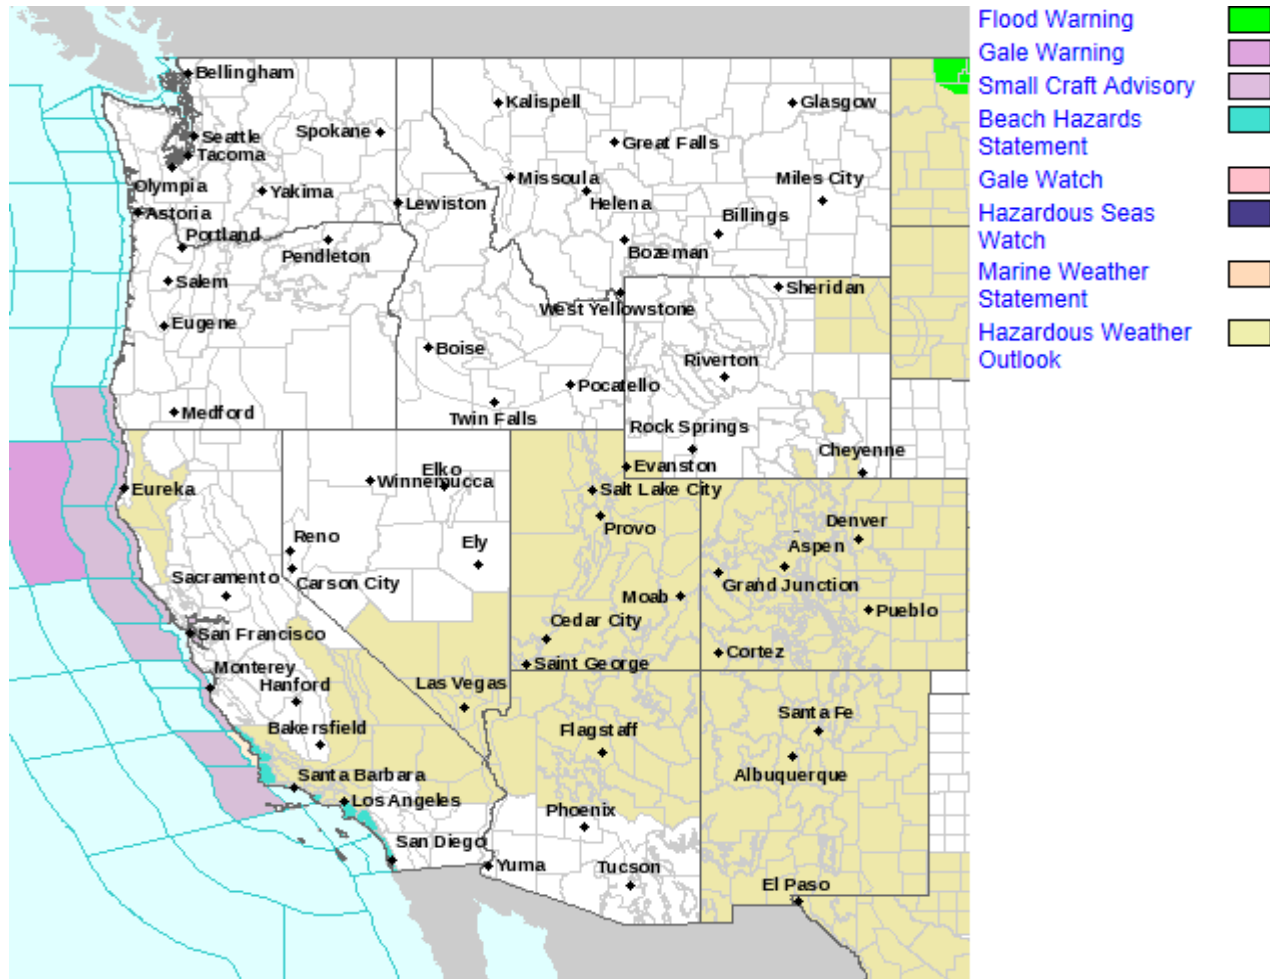 Bellingham
Seattle
Tacoma
Olympia
Spokane
Yakima
Astoria
Portland
Pendleton
Lewiston
Salem
Eugene
Medford
Kalispell
Glasgow
Great Falls
Missoula
Helena
Miles City
Billings
Bozeman
West Yellowstone
Sheridan
Boise
Pocatello
Twin Falls
Riverton
Rock Springs
Cheyenne
Evanston
Eureka
Winnemucca
Elko
Reno
Carson City
Ely
Salt Lake City
Provo
Moab
Cedar City
Saint George
Denver
Aspen
Grand Junction
Pueblo
Cortez
Sacramento
San Francisco
Monterey
Hanford
Bakersfield
Las Vegas
Santa Barbara
Los Angeles
San Diego
Flagstaff
Phoenix
Yuma
Tucson
Santa Fe
Albuquerque
El Paso
Flood Warning
Gale Warning
Small Craft Advisory
Beach Hazards
Statement
Gale Watch
Hazardous Seas
Watch
Marine Weather
Statement
Hazardous Weather
Outlook